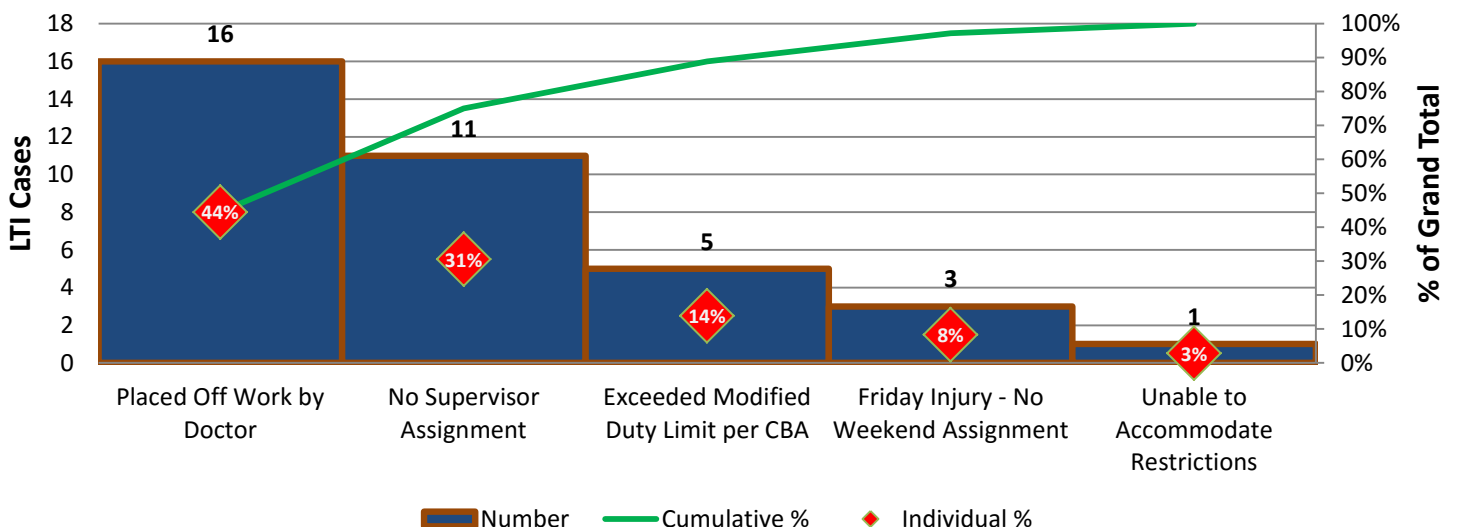 18
16
14
12
10
8
6
4
2
0
LTI Cases
16
11
5
3
1
44%
31%
14%
8%
3%
100%
90%
80%
70%
60%
50%
40%
30%
20%
10%
0%
% of Grand Total
Placed Off Work by
Doctor
No Supervisor
Assignment
Exceeded Modified
Duty Limit per CBA
Friday Injury - No
Weekend Assignment
Unable to
Accommodate
Restrictions
Number Cumulative % Individual %